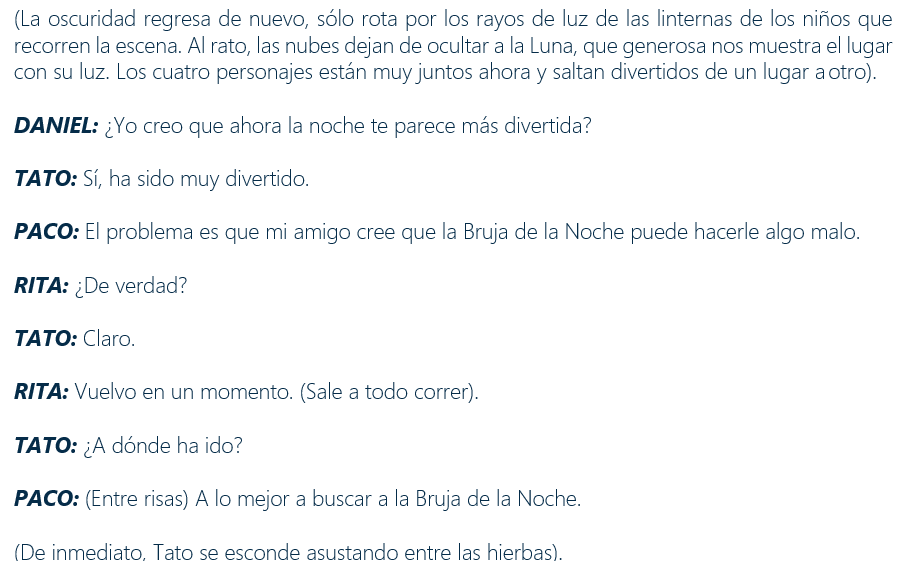 (La oscuridad regresa de nuevo, sólo rota por los rayos de luz de las linternas de los niños que
recorren la escena. Al rato, las nubes dejan de ocultar a la Luna, que generosa nos muestra el lugar
con su luz. Los cuatro personajes están muy juntos ahora y saltan divertidos de un lugar a otro).
DANIEL: ¿Yo creo que ahora la noche te parece más divertida?
TATO: Sí, ha sido muy divertido.
PACO: El problema es que mi amigo cree que la Bruja de la Noche puede hacerle algo malo.
RITA: ¿De verdad?
TATO: Claro.
RITA: Vuelvo en un momento. (Sale a todo correr).
TATO: ¿A dónde ha ido?
PACO: (Entre risas) A lo mejor a buscar a la Bruja de la Noche.
(De inmediato, Tato se esconde asustando entre las hierbas).